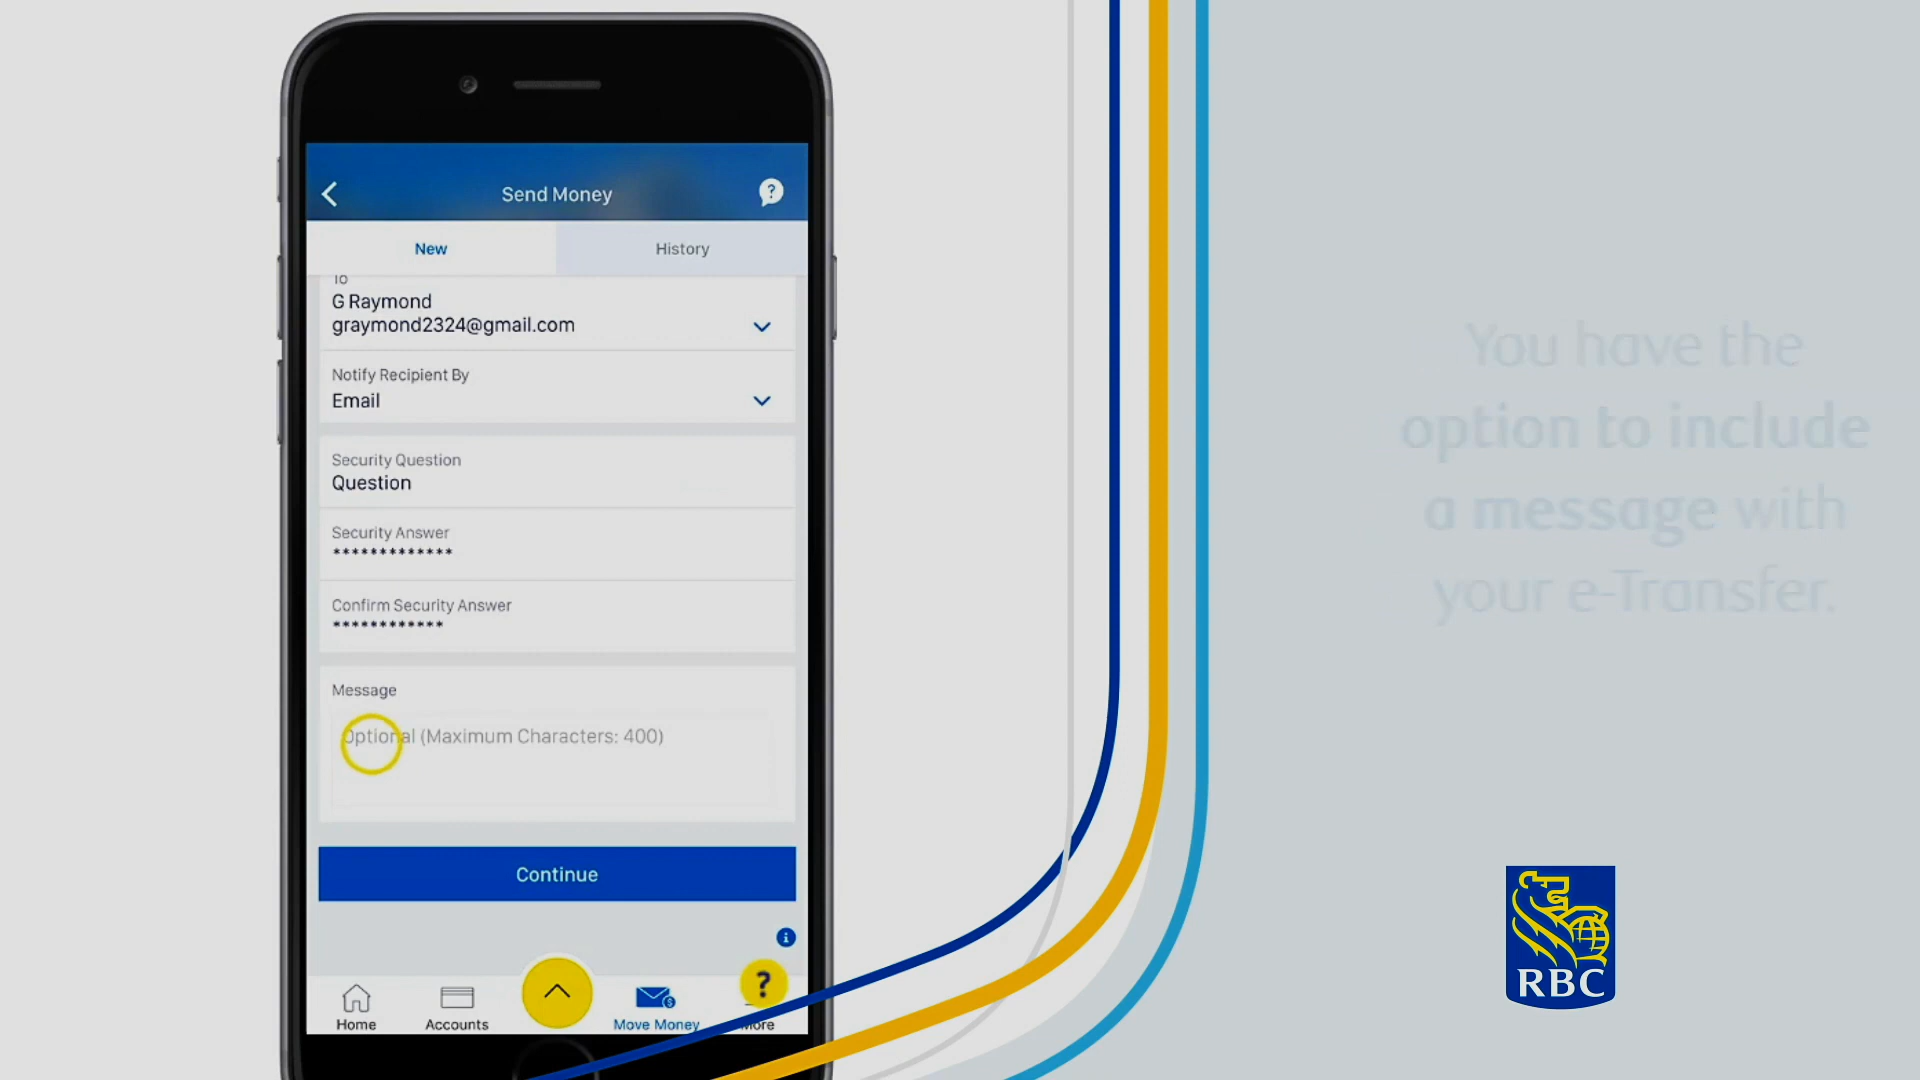 Send Money
?
New
History
To
G Raymond
graymond2324@gmail.com
Notify Recipient By
Email
Security Question
Question
Security Answer
*************
Confirm Security Answer
************
Message
Optional (Maximum Characters: 400)
Continue
i
?
Home
Accounts
Move Money
More
You have the
option to include
a message with
your e-Transfer.
RBC